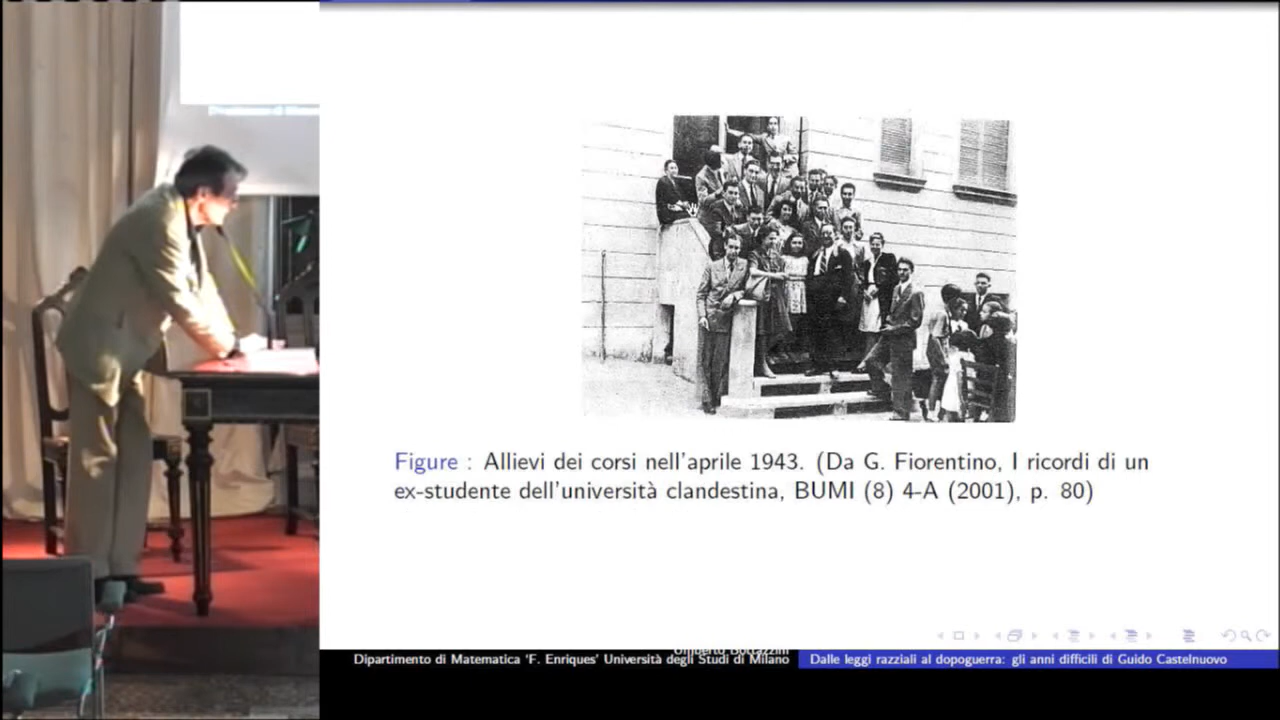 Figure : Allievi dei corsi nell'aprile 1943. (Da G. Fiorentino, I ricordi di un
ex-studente dell'università clandestina, BUMI (8) 4-A (2001), p. 80)
Umberto Bottazzini
Dipartimento di Matematica 'F. Enriques' Università degli Studi di Milano
Dalle leggi razziali al dopoguerra: gli anni difficili di Guido Castelnuovo